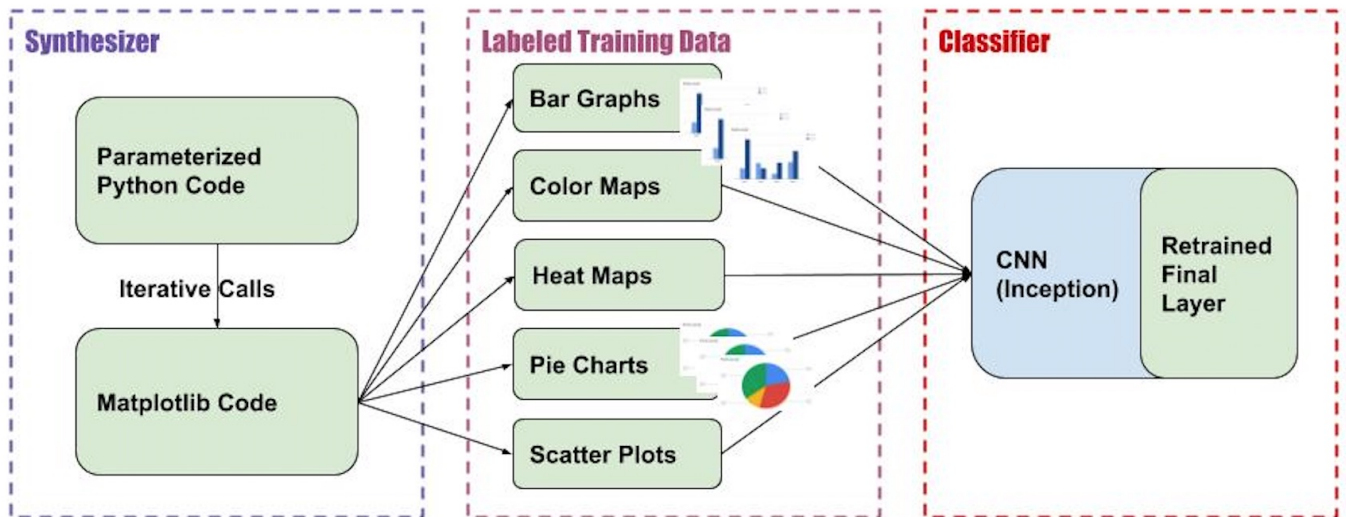 Synthesizer
Parameterized
Python Code
Iterative Calls
Matplotlib Code
Labeled Training Data
Bar Graphs
Color Maps
Heat Maps
Pie Charts
Scatter Plots
Classifier
CNN
(Inception)
Retrained
Final
Layer